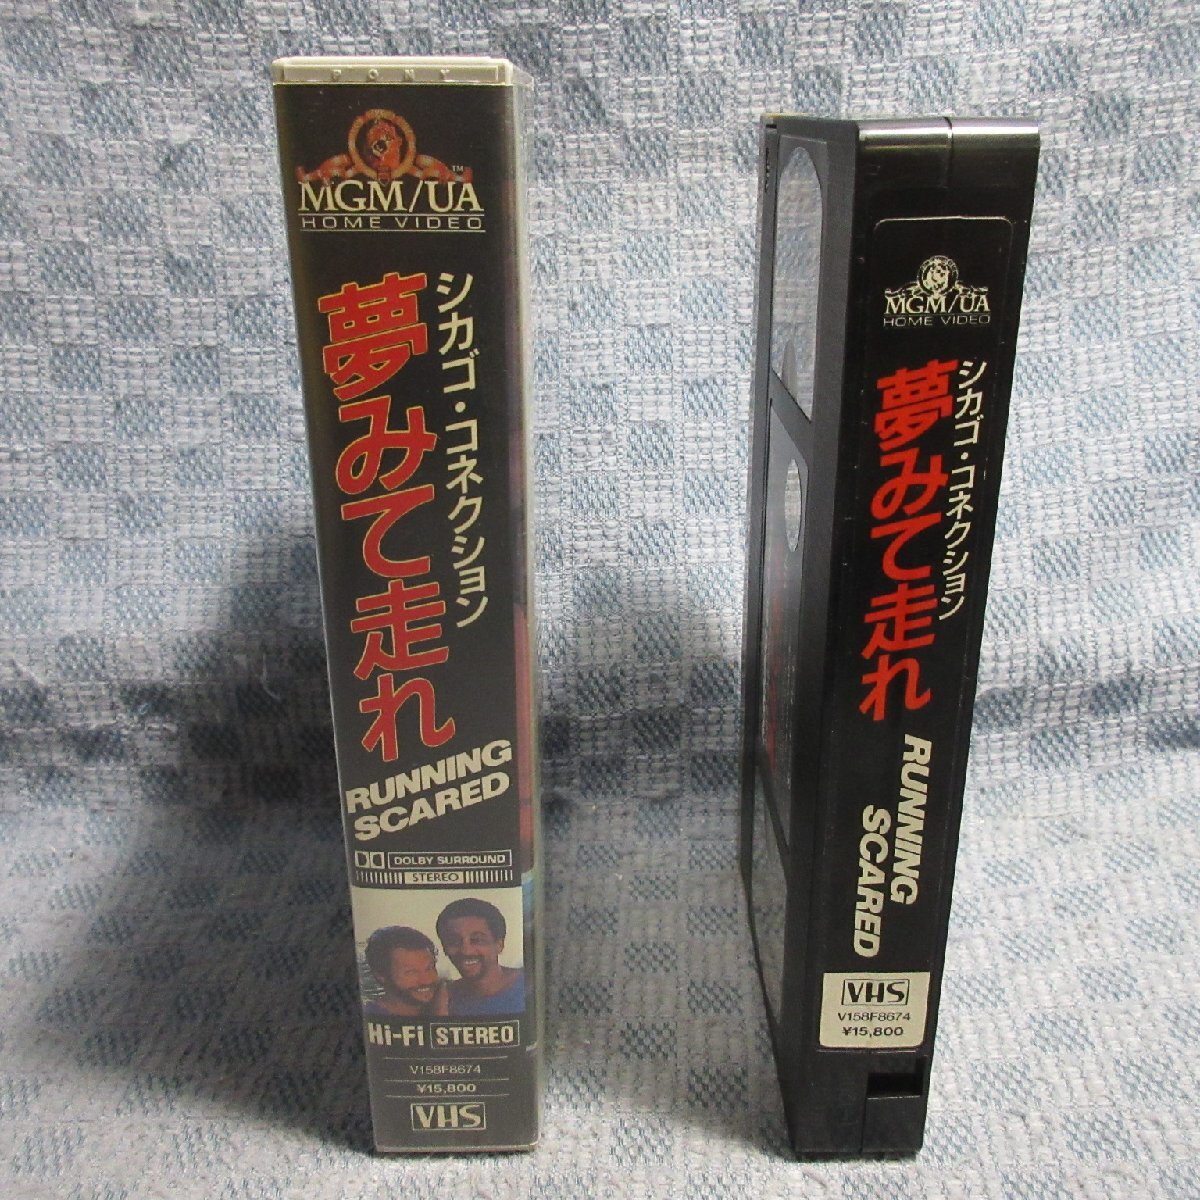 PONY
MGM/UA™
HOME VIDEO
シカゴ・コネクション
夢みて走れ
RUNNING
SCARED
DOLBY SURROUND
STEREO
Hi-Fi STEREO
V158F8674
¥15,800
VHS
MGM/UA
HOME VIDEO
シカゴ・コネクション
夢みて走れ
RUNNING
SCARED
VHS
V158F8674
¥15,800